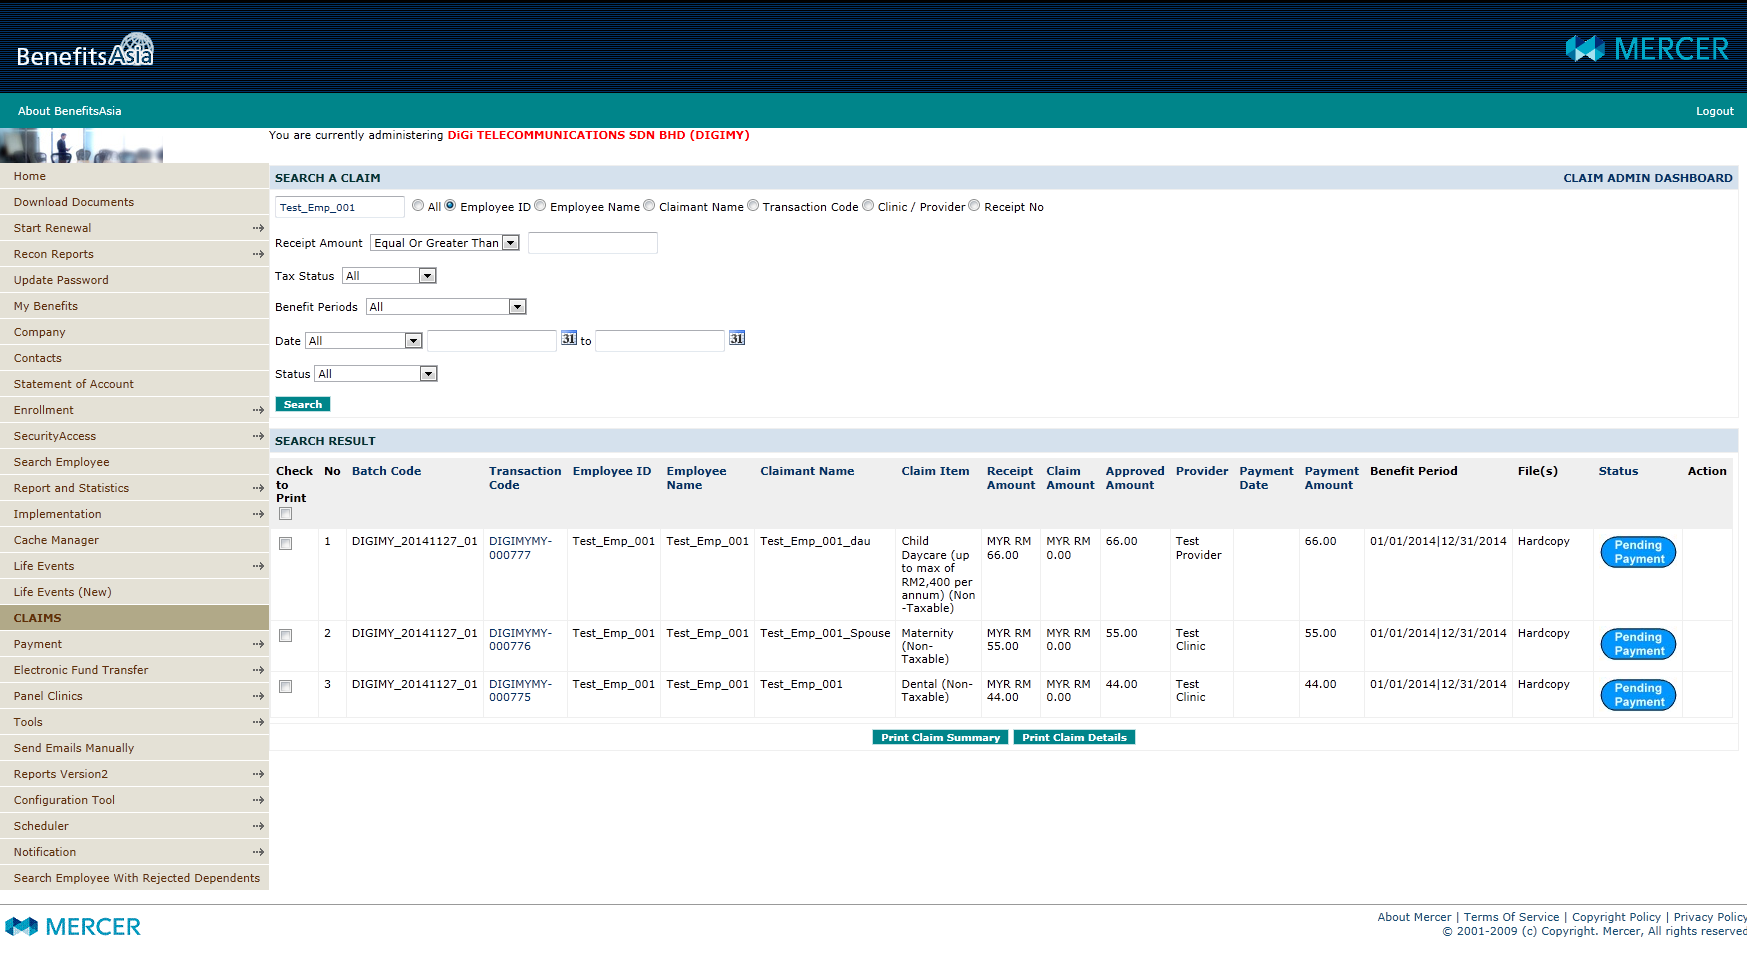 BenefitsAsia
MERCER
About BenefitsAsia
Logout
You are currently administering DiGi TELECOMMUNICATIONS SDN BHD (DIGIMY)
Home
Download Documents
Start Renewal
Recon Reports
Update Password
My Benefits
Company
Contacts
Statement of Account
Enrollment
SecurityAccess
Search Employee
Report and Statistics
Implementation
Cache Manager
Life Events
Life Events (New)
CLAIMS
Payment
Electronic Fund Transfer
Panel Clinics
Tools
Send Emails Manually
Reports Version2
Configuration Tool
Scheduler
Notification
Search Employee With Rejected Dependents
SEARCH A CLAIM
CLAIM ADMIN DASHBOARD
Test_Emp_001 All Employee ID Employee Name Claimant Name Transaction Code Clinic / Provider Receipt No
Receipt Amount Equal Or Greater Than
Tax Status All
Benefit Periods All
Date All 31 to 31
Status All
Search
SEARCH RESULT
Check to Print No Batch Code Transaction Code Employee ID Employee Name Claimant Name Claim Item Receipt Amount Claim Amount Approved Amount Provider Payment Date Payment Amount Benefit Period File(s) Status Action
1 DIGIMY_20141127_01 DIGIMYMY-000777 Test_Emp_001 Test_Emp_001 Test_Emp_001_dau Child Daycare (up to max of RM2,400 per annum) (Non-Taxable) MYR RM 66.00 MYR RM 0.00 66.00 Test Provider 66.00 01/01/2014|12/31/2014 Hardcopy Pending Payment
2 DIGIMY_20141127_01 DIGIMYMY-000776 Test_Emp_001 Test_Emp_001 Test_Emp_001_Spouse Maternity (Non-Taxable) MYR RM 55.00 MYR RM 0.00 55.00 Test Clinic 55.00 01/01/2014|12/31/2014 Hardcopy Pending Payment
3 DIGIMY_20141127_01 DIGIMYMY-000775 Test_Emp_001 Test_Emp_001 Test_Emp_001 Dental (Non-Taxable) MYR RM 44.00 MYR RM 0.00 44.00 Test Clinic 44.00 01/01/2014|12/31/2014 Hardcopy Pending Payment
Print Claim Summary Print Claim Details
MERCER
About Mercer | Terms Of Service | Copyright Policy | Privacy Policy
© 2001-2009 (c) Copyright. Mercer, All rights reserved